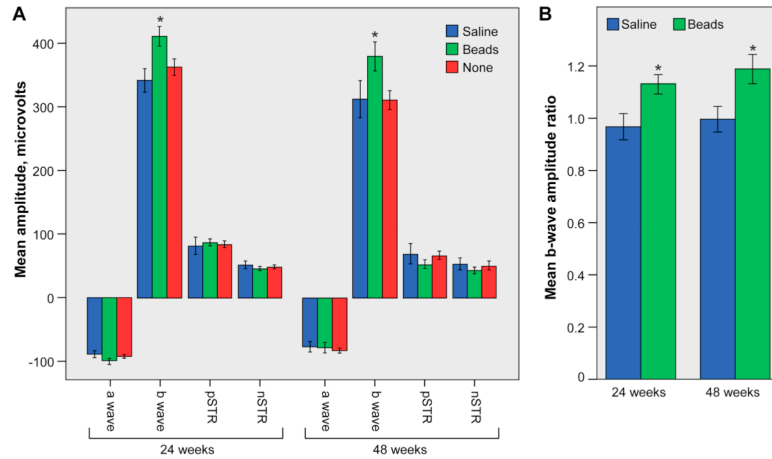 A
Mean amplitude, microvolts
400
300
200
100
0
-100
*
*
Saline
Beads
None
a wave
b wave
pSTR
nSTR
a wave
b wave
pSTR
nSTR
24 weeks
48 weeks
B
Saline
Beads
Mean b-wave amplitude ratio
1.2
1.0
0.8
0.6
0.4
0.2
0
*
*
24 weeks
48 weeks